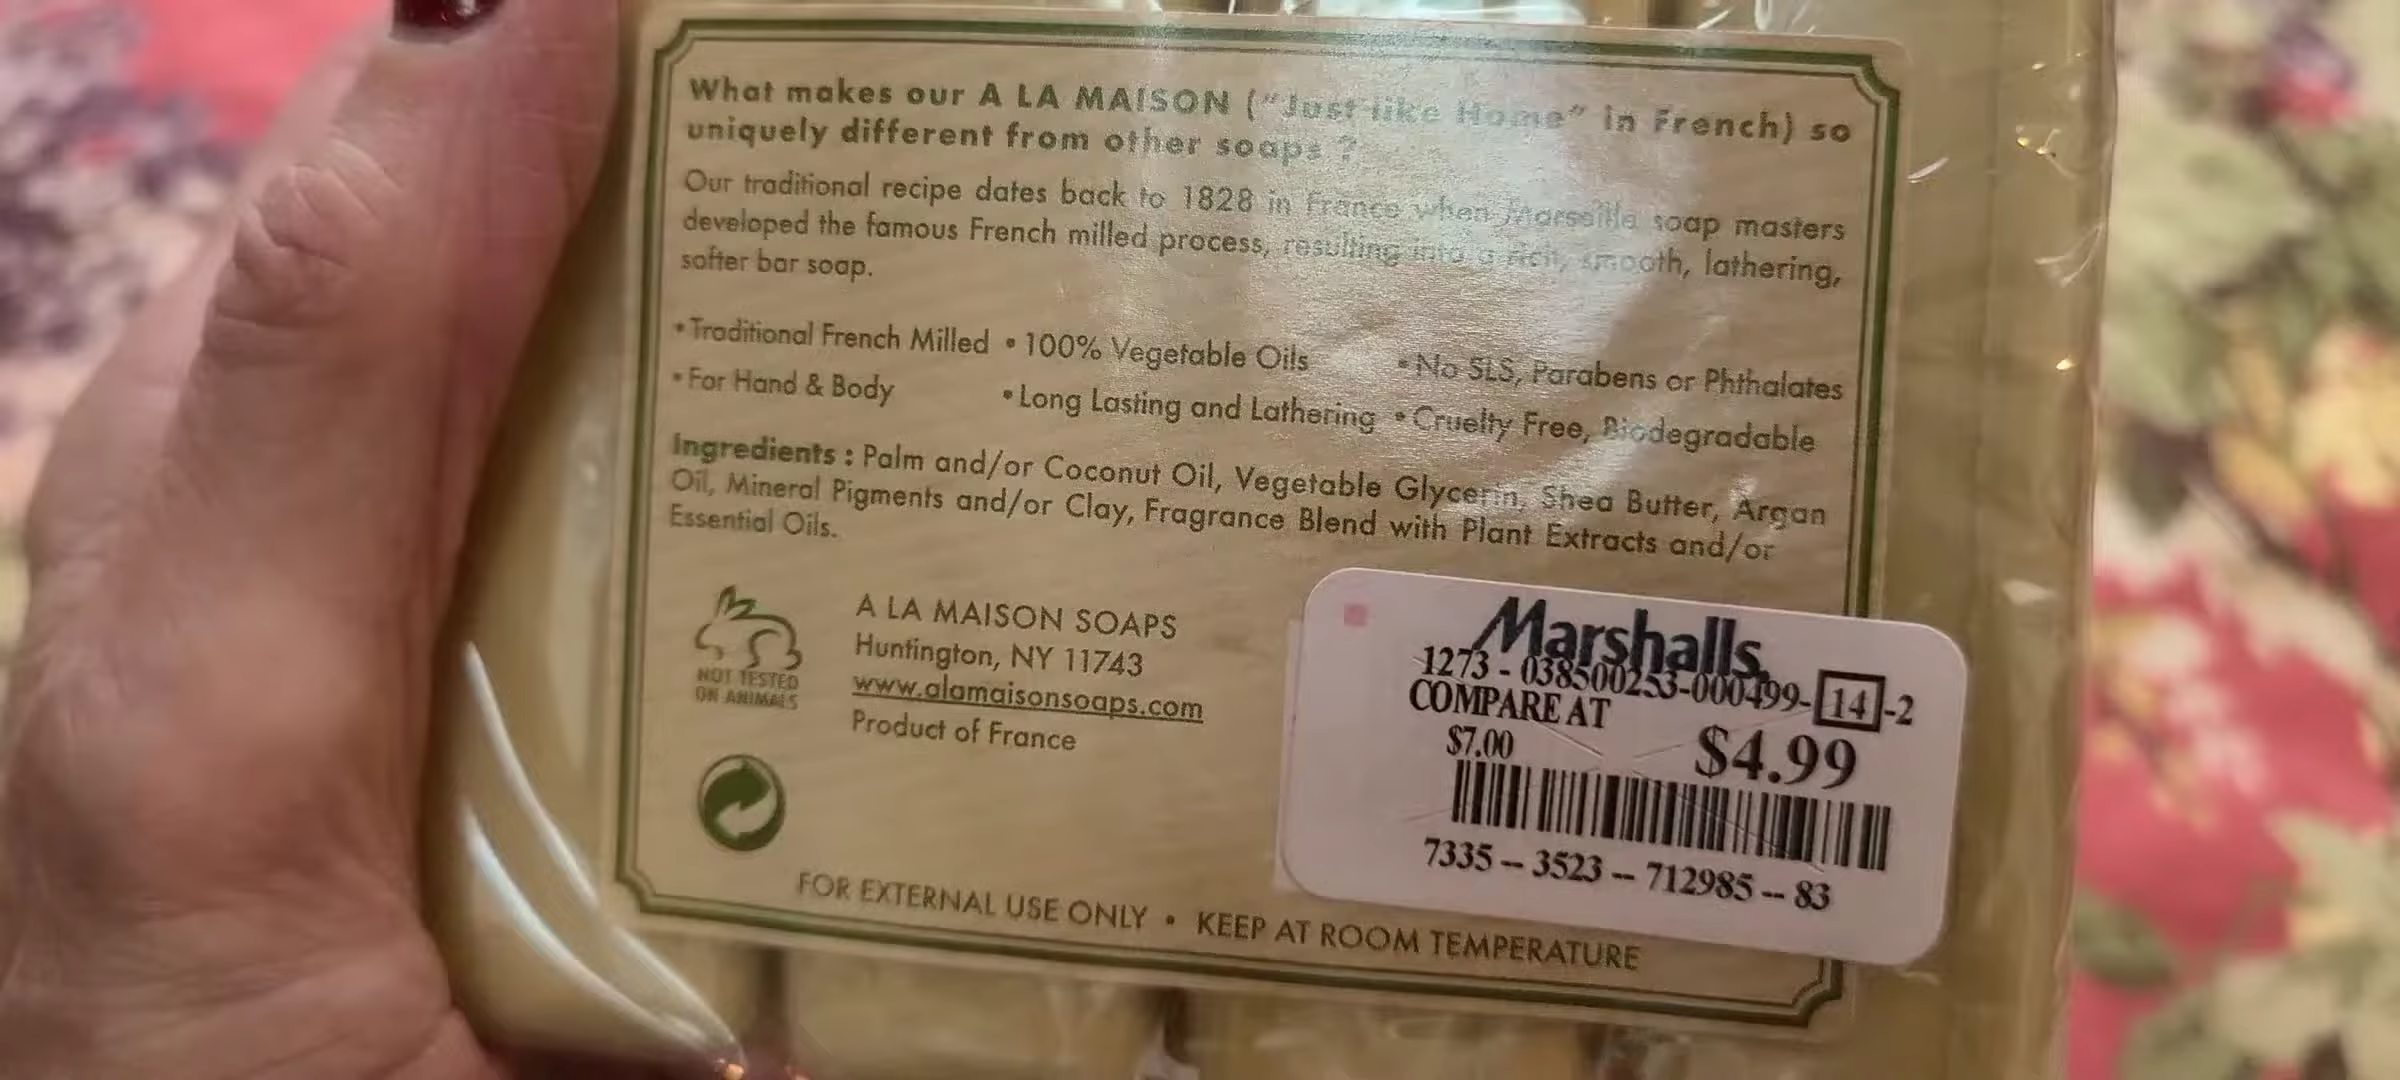 What makes our A LA MAISON ("Just like Home" in French) so
uniquely different from other soaps ?
Our traditional recipe dates back to 1828 in France when Marseille soap masters
developed the famous French milled process, resulting into a rich, smooth, lathering,
softer bar soap.
• Traditional French Milled • 100% Vegetable Oils • No SLS, Parabens or Phthalates
• For Hand & Body • Long Lasting and Lathering • Cruelty Free, Biodegradable
Ingredients : Palm and/or Coconut Oil, Vegetable Glycerin, Shea Butter, Argan
Oil, Mineral Pigments and/or Clay, Fragrance Blend with Plant Extracts and/or
Essential Oils.
NOT TESTED
ON ANIMALS
A LA MAISON SOAPS
Huntington, NY 11743
www.alamaisonsoaps.com
Product of France
Marshalls
1273 - 038500253-000499- 14 -2
COMPARE AT
$7.00 $4.99
7335 -- 3523 -- 712985 -- 83
FOR EXTERNAL USE ONLY • KEEP AT ROOM TEMPERATURE